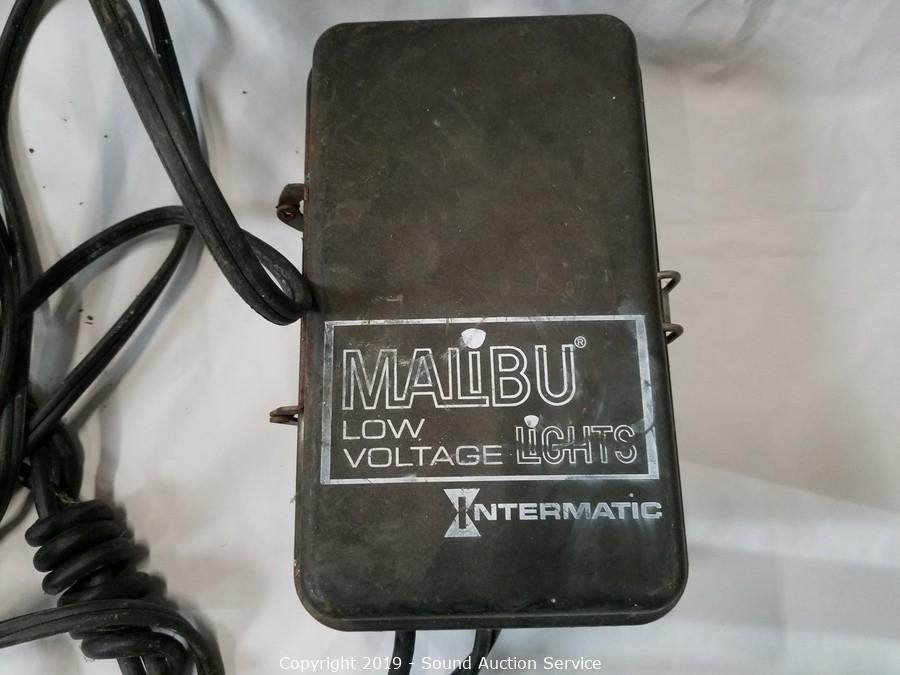 MALiBU®
LOW
VOLTAGE LiGHTS
INTERMATIC
Copyright 2019 - Sound Auction Service